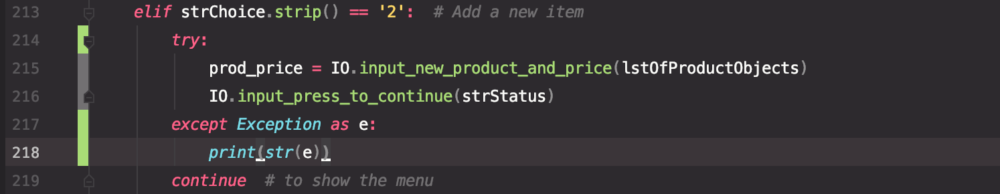 213 elif strChoice.strip() == '2':  # Add a new item
214 try:
215 prod_price = IO.input_new_product_and_price(lstOfProductObjects)
216 IO.input_press_to_continue(strStatus)
217 except Exception as e:
218 print(str(e))
219 continue  # to show the menu